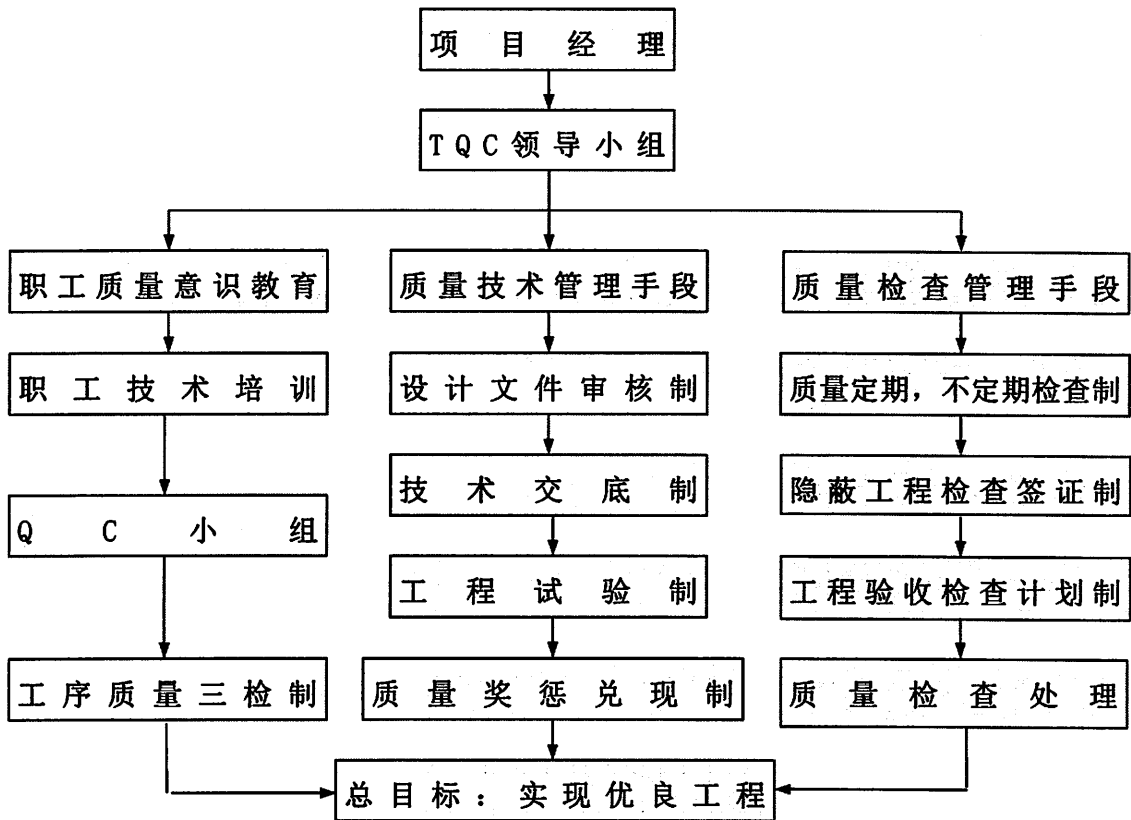 项目经理
TQC领导小组
职工质量意识教育
质量技术管理手段
质量检查管理手段
职工技术培训
设计文件审核制
质量定期，不定期检查制
技术交底制
隐蔽工程检查签证制
QC小组
工程试验制
工程验收检查计划制
工序质量三检制
质量奖惩兑现制
质量检查处理
总目标：实现优良工程